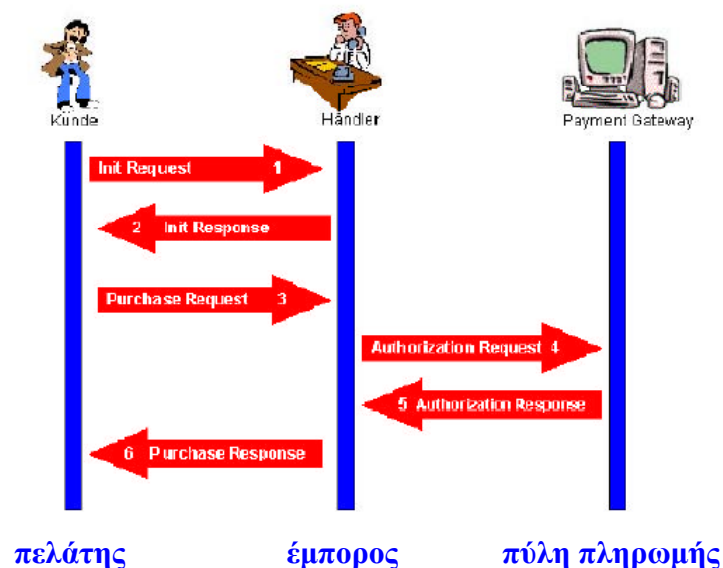 Kunde Händler Payment Gateway
Init Request 1
2 Init Response
Purchase Request 3
Authorization Request 4
5 Authorization Response
6 Purchase Response
πελάτης έμπορος πύλη πληρωμής